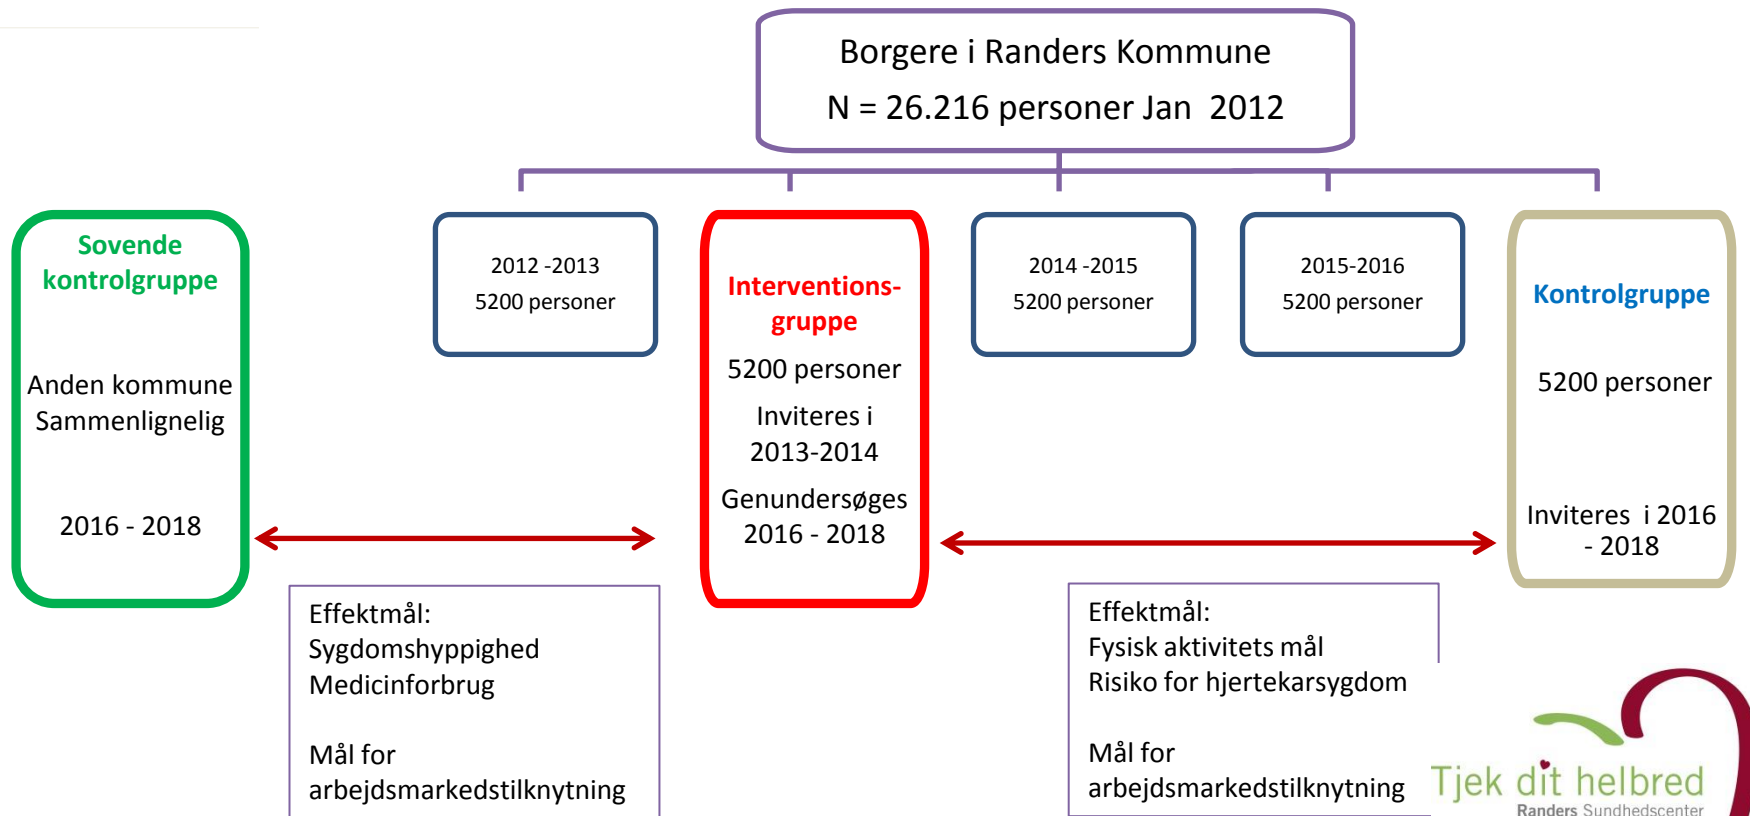 Borgere i Randers Kommune
N = 26.216 personer Jan 2012
Sovende
kontrolgruppe
Anden kommune
Sammenlignelig
2016 - 2018
2012 -2013
5200 personer
Interventions-
gruppe
5200 personer
Inviteres i
2013-2014
Genundersøges
2016 - 2018
2014 -2015
5200 personer
2015-2016
5200 personer
Kontrolgruppe
5200 personer
Inviteres i 2016
- 2018
Effektmål:
Sygdomshyppighed
Medicinforbrug
Mål for
arbejdsmarkedstilknytning
Effektmål:
Fysisk aktivitets mål
Risiko for hjertekarsygdom
Mål for
arbejdsmarkedstilknytning
Tjek dit helbred
Randers Sundhedscenter